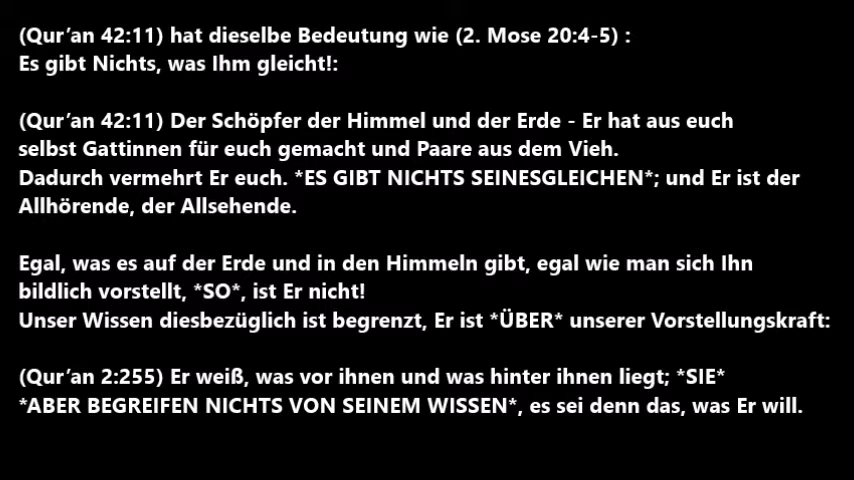 (Qur’an 42:11) hat dieselbe Bedeutung wie (2. Mose 20:4-5) :
Es gibt Nichts, was Ihm gleicht!:
(Qur’an 42:11) Der Schöpfer der Himmel und der Erde - Er hat aus euch
selbst Gattinnen für euch gemacht und Paare aus dem Vieh.
Dadurch vermehrt Er euch. *ES GIBT NICHTS SEINESGLEICHEN*; und Er ist der
Allhörende, der Allsehende.
Egal, was es auf der Erde und in den Himmeln gibt, egal wie man sich Ihn
bildlich vorstellt, *SO*, ist Er nicht!
Unser Wissen diesbezüglich ist begrenzt, Er ist *ÜBER* unserer Vorstellungskraft:
(Qur’an 2:255) Er weiß, was vor ihnen und was hinter ihnen liegt; *SIE*
*ABER BEGREIFEN NICHTS VON SEINEM WISSEN*, es sei denn das, was Er will.